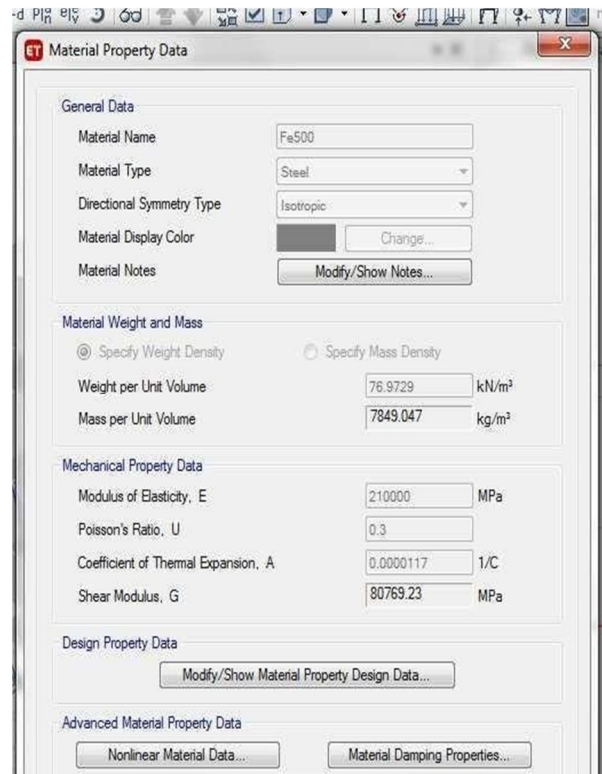 ET Material Property Data X
General Data
Material Name Fe500
Material Type Steel
Directional Symmetry Type Isotropic
Material Display Color Change...
Material Notes Modify/Show Notes...
Material Weight and Mass
Specify Weight Density Specify Mass Density
Weight per Unit Volume 76.9729 kN/m³
Mass per Unit Volume 7849.047 kg/m³
Mechanical Property Data
Modulus of Elasticity, E 210000 MPa
Poisson's Ratio, U 0.3
Coefficient of Thermal Expansion, A 0.0000117 1/C
Shear Modulus, G 80769.23 MPa
Design Property Data
Modify/Show Material Property Design Data...
Advanced Material Property Data
Nonlinear Material Data... Material Damping Properties...